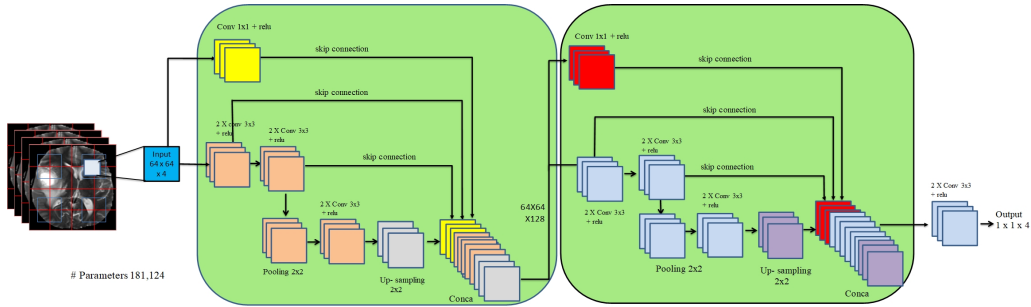 Conv 1x1 + relu
skip connection
skip connection
2 X Conv 3x3
+ relu
2 X Conv 3x3
+ relu
Input
64 x 64
x 4
skip connection
2 X Conv 3x3
+ relu
Pooling 2x2
Up- sampling
2x2
Conca
# Parameters 181,124
64X64
X128
Conv 1x1 + relu
skip connection
skip connection
2 X Conv 3x3
+ relu
2 X Conv 3x3
+ relu
skip connection
2 X Conv 3x3
+ relu
Pooling 2x2
Up- sampling
2x2
Conca
2 X Conv 3x3
+ relu
Output
1 x 1 x 4